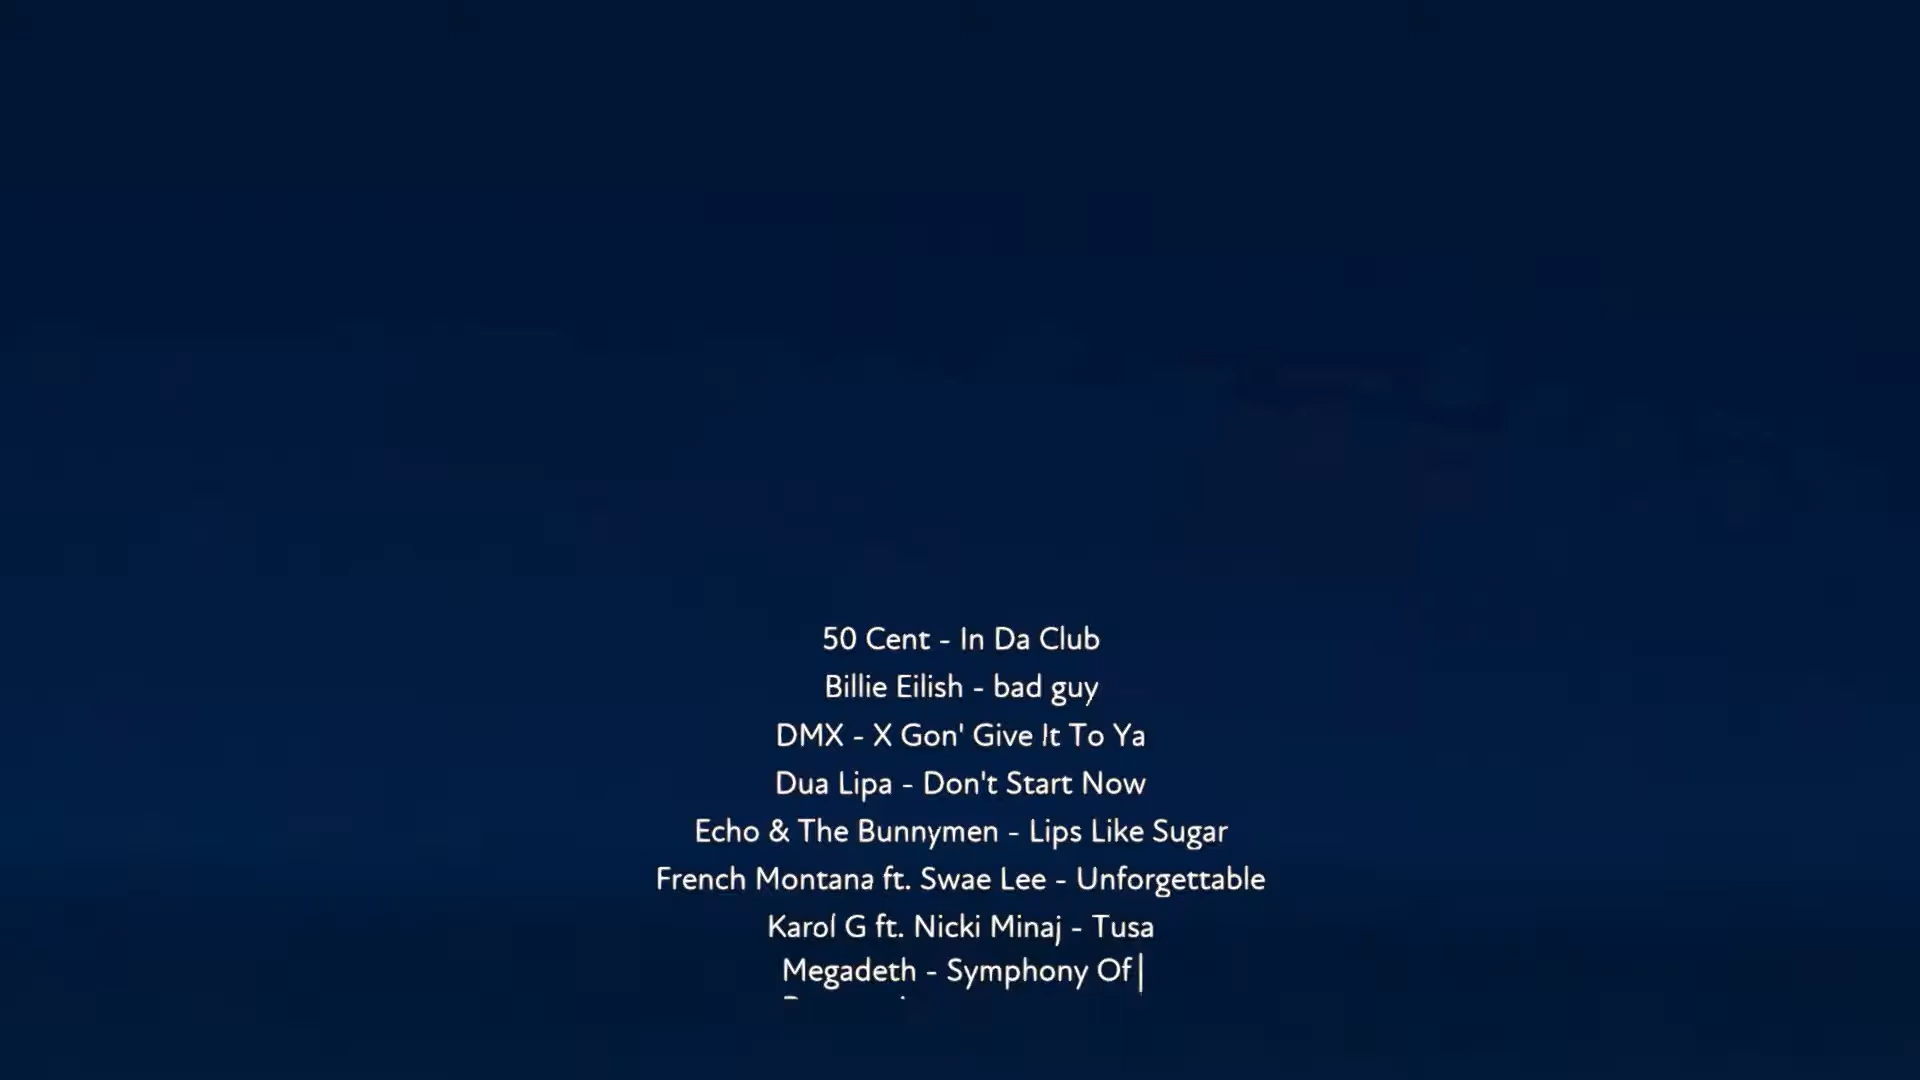 50 Cent - In Da Club
Billie Eilish - bad guy
DMX - X Gon' Give It To Ya
Dua Lipa - Don't Start Now
Echo & The Bunnymen - Lips Like Sugar
French Montana ft. Swae Lee - Unforgettable
Karol G ft. Nicki Minaj - Tusa
Megadeth - Symphony Of